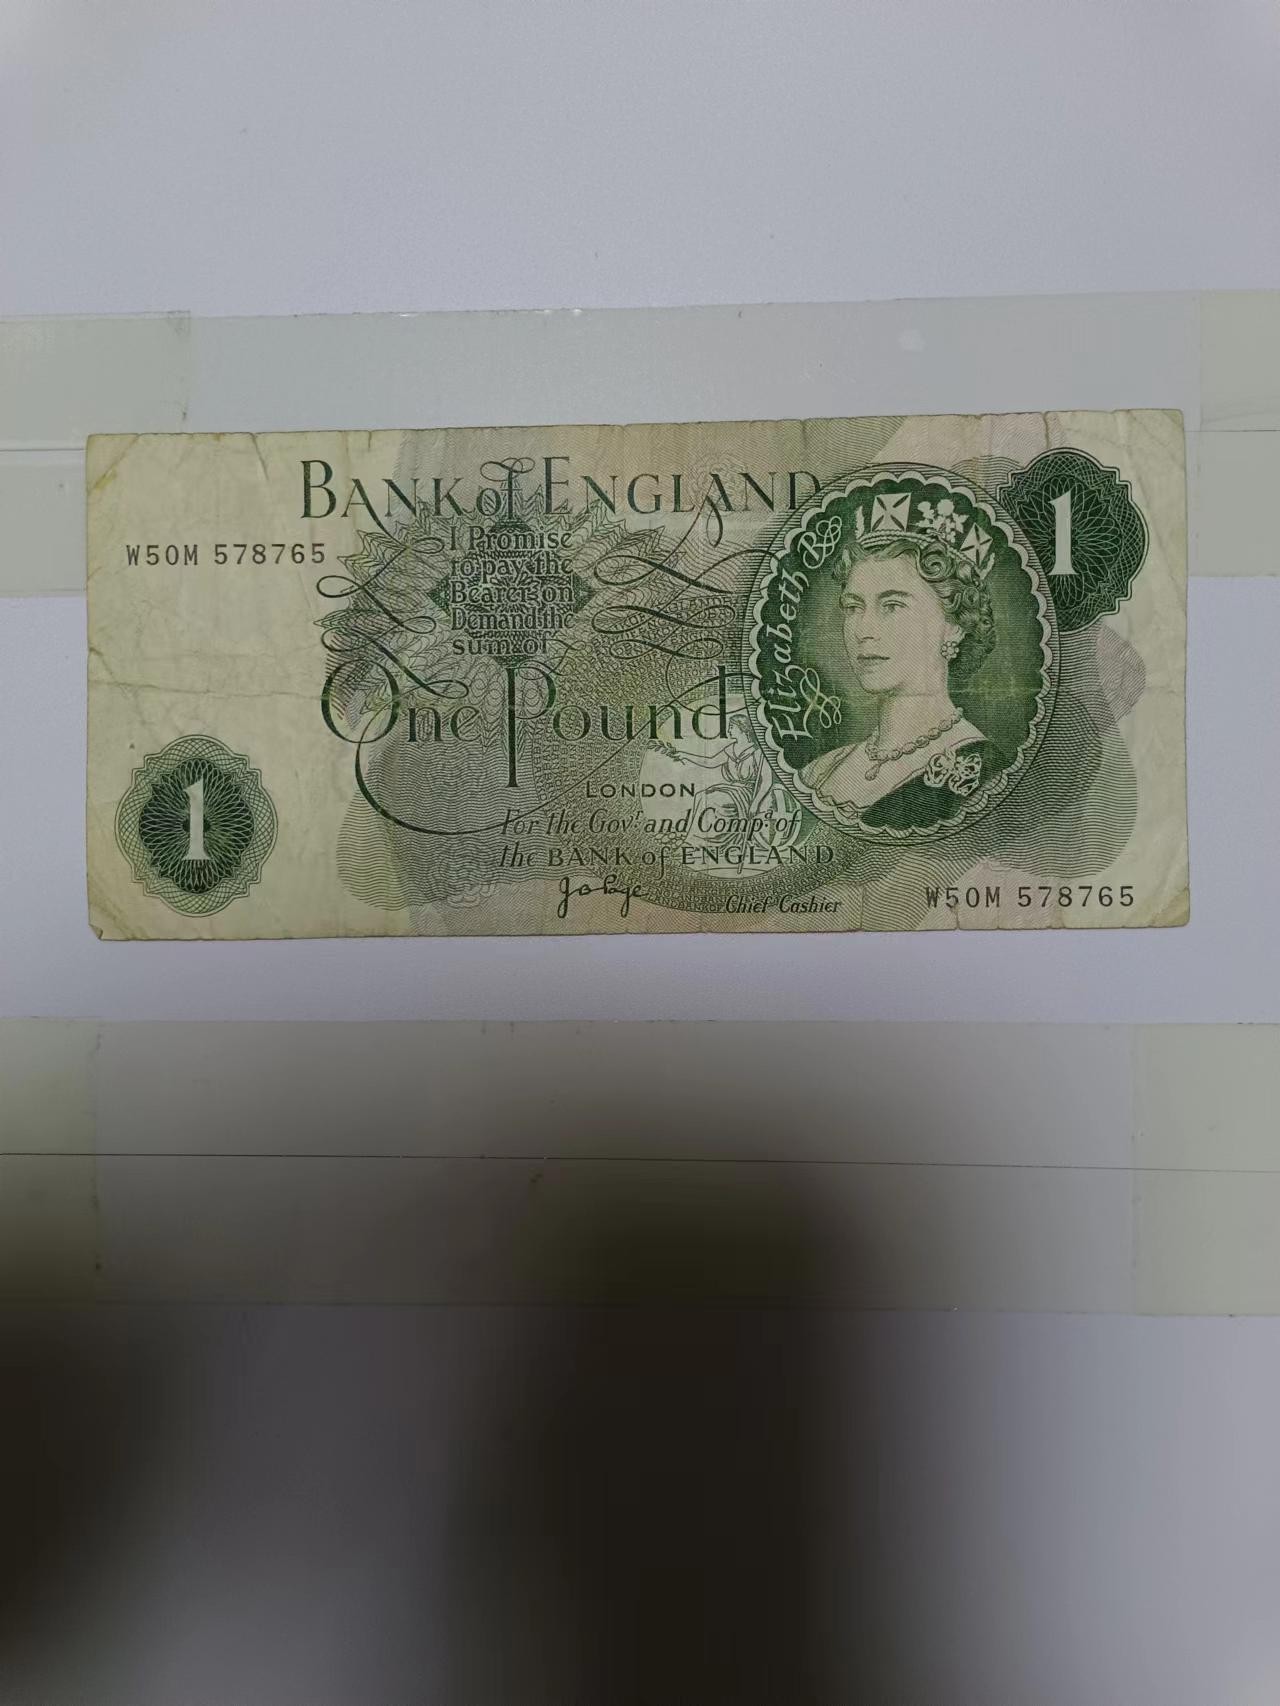 BANK of ENGLAND
I Promise
to pay the
Bearer on
Demand the
sum of
One Pound
W50M 578765
Elizabeth R
1
1
LONDON
For the Govr. and Compa. of
the BANK of ENGLAND
J B Page
Chief Cashier
W50M 578765